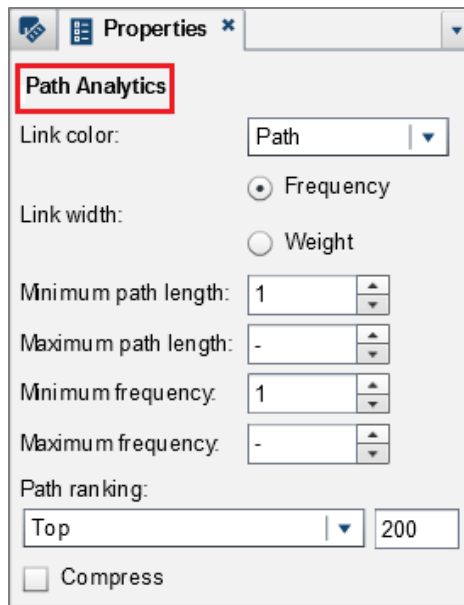 Properties
Path Analytics
Link color: Path
Link width: Frequency
Weight
Minimum path length: 1
Maximum path length: -
Minimum frequency: 1
Maximum frequency: -
Path ranking:
Top 200
Compress